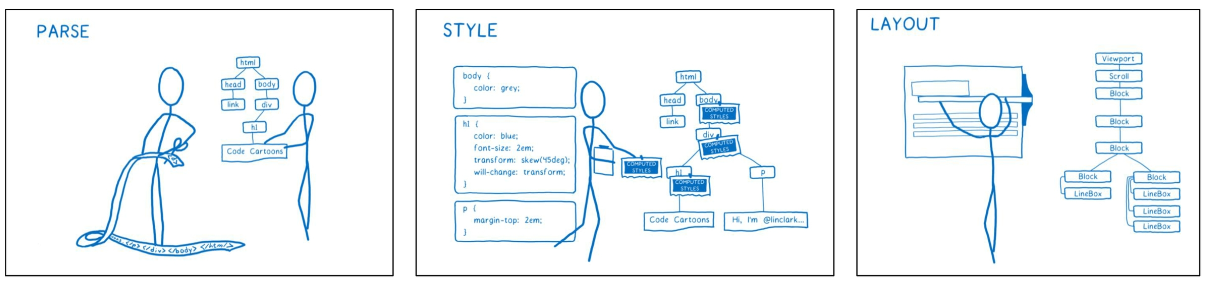 PARSE
html
head body
link div
h1
Code Cartoons
</p> </div> </body> </html>
STYLE
body {
color: grey;
}
h1 {
color: blue;
font-size: 2em;
transform: skew(45deg);
will-change: transform;
}
p {
margin-top: 2em;
}
html
head body
COMPUTED
STYLES
link
div
COMPUTED
STYLES
COMPUTED
STYLES
h1
COMPUTED
STYLES
p
Code Cartoons
Hi, I'm @linclark...
LAYOUT
Viewport
Scroll
Block
Block
Block
Block
LineBox
Block
LineBox
LineBox
LineBox